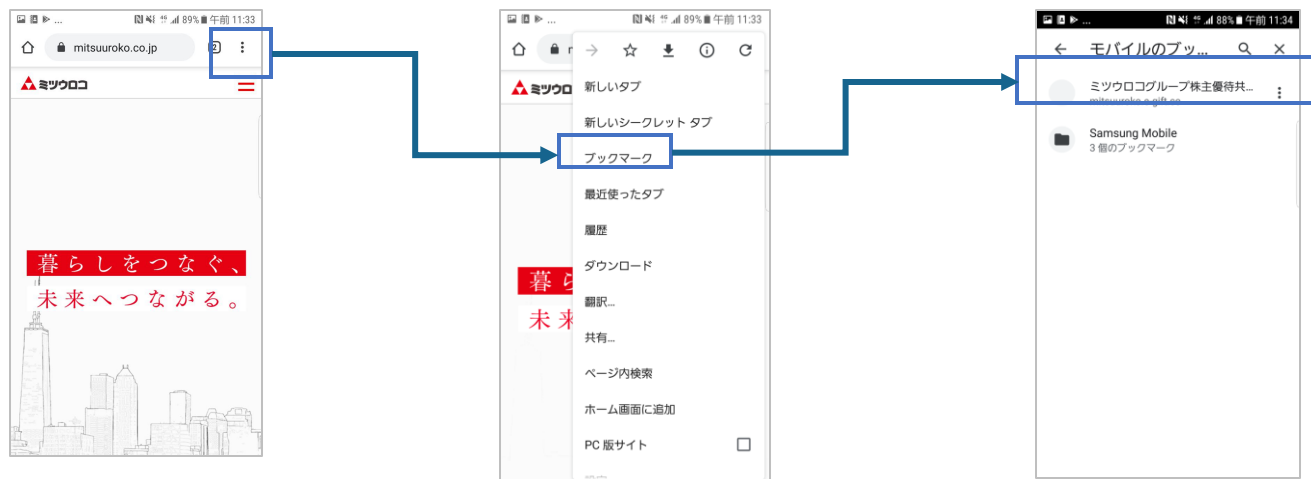 89% 午前 11:33
mitsuuroko.co.jp
2
ミツウロコ
暮らしをつなぐ、
未来へつながる。
89% 午前 11:33
ミツウロ
新しいタブ
新しいシークレット タブ
ブックマーク
最近使ったタブ
履歴
ダウンロード
翻訳...
共有...
ページ内検索
ホーム画面に追加
PC 版サイト
暮ら
未来
88% 午前 11:34
モバイルのブッ...
ミツウロコグループ株主優待共...
Samsung Mobile
3 個のブックマーク